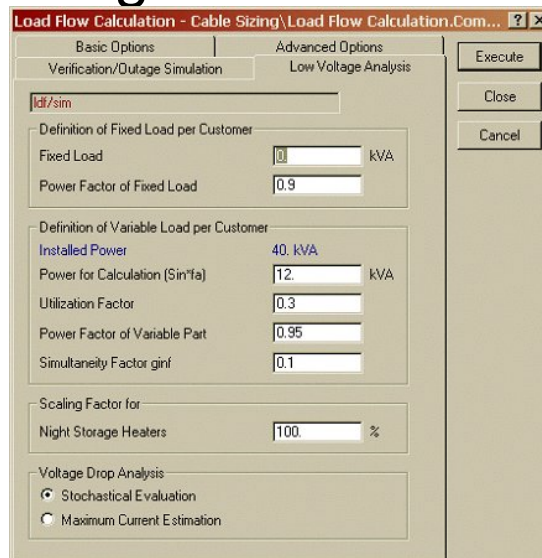 Load Flow Calculation - Cable Sizing\Load Flow Calculation.Com... ? ×
Basic Options Advanced Options
Verification/Outage Simulation Low Voltage Analysis
Execute
Close
Cancel
ldf/sim
Definition of Fixed Load per Customer
Fixed Load 0. kVA
Power Factor of Fixed Load 0.9
Definition of Variable Load per Customer
Installed Power 40. kVA
Power for Calculation (Sin*fa) 12. kVA
Utilization Factor 0.3
Power Factor of Variable Part 0.95
Simultaneity Factor ginf 0.1
Scaling Factor for
Night Storage Heaters 100. %
Voltage Drop Analysis
Stochastical Evaluation
Maximum Current Estimation